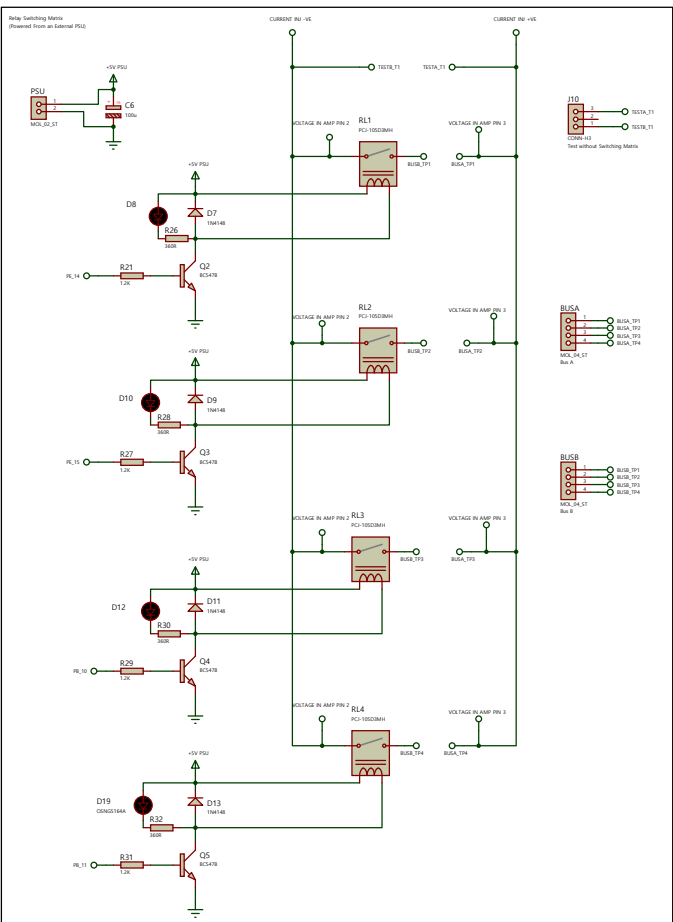 Relay Switching Matrix
(Powered From an External PSU)
CURRENT INJ -VE
CURRENT INJ +VE
TESTB_T1
TESTA_T1
+5V PSU
PSU
1
2
MOL_02_ST
C6
100u
J10
3
2
1
TESTA_T1
TESTB_T1
CONN-H3
Test without Switching Matrix
VOLTAGE IN AMP PIN 2
RL1
PCJ-105D3MH
VOLTAGE IN AMP PIN 3
BUSB_TP1
BUSA_TP1
+5V PSU
D8
D7
1N4148
R26
360R
Q2
BC547B
R21
1.2K
PE_14
VOLTAGE IN AMP PIN 2
RL2
PCJ-105D3MH
VOLTAGE IN AMP PIN 3
BUSB_TP2
BUSA_TP2
BUSA
1
2
3
4
BUSA_TP1
BUSA_TP2
BUSA_TP3
BUSA_TP4
MOL_04_ST
Bus A
+5V PSU
D10
D9
1N4148
R28
360R
Q3
BC547B
R27
1.2K
PE_15
BUSB
1
2
3
4
BUSB_TP1
BUSB_TP2
BUSB_TP3
BUSB_TP4
MOL_04_ST
Bus B
VOLTAGE IN AMP PIN 2
RL3
PCJ-105D3MH
VOLTAGE IN AMP PIN 3
BUSB_TP3
BUSA_TP3
+5V PSU
D12
D11
1N4148
R30
360R
Q4
BC547B
R29
1.2K
PB_10
VOLTAGE IN AMP PIN 2
RL4
PCJ-105D3MH
VOLTAGE IN AMP PIN 3
BUSB_TP4
BUSA_TP4
+5V PSU
D19
OSNG5164A
D13
1N4148
R32
360R
Q5
BC547B
R31
1.2K
PB_11